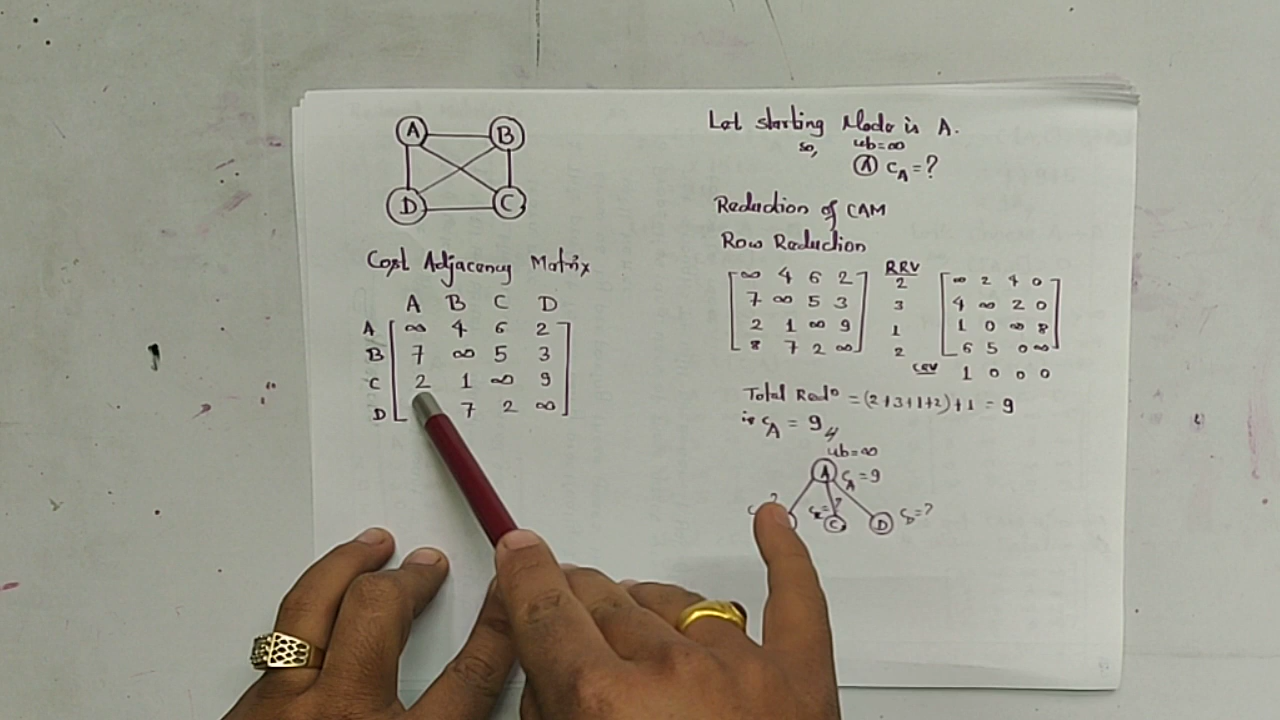 A B
D C
Cost Adjacency Matrix
A B C D
A ∞ 4 6 2
B 7 ∞ 5 3
C 2 1 ∞ 9
D 7 2 ∞
Let starting Node is A.
so, ub=∞
A C_A = ?
Reduction of CAM
Row Reduction
RRV
∞ 4 6 2 2 ∞ 2 4 0
7 ∞ 5 3 3 4 ∞ 2 0
2 1 ∞ 9 1 1 0 ∞ 8
8 7 2 ∞ 2 6 5 0 ∞
CRV 1 0 0 0
Total Redn = (2+3+1+2)+1 = 9
C_A = 9
ub=∞
A C_A = 9
? C D C_D = ?